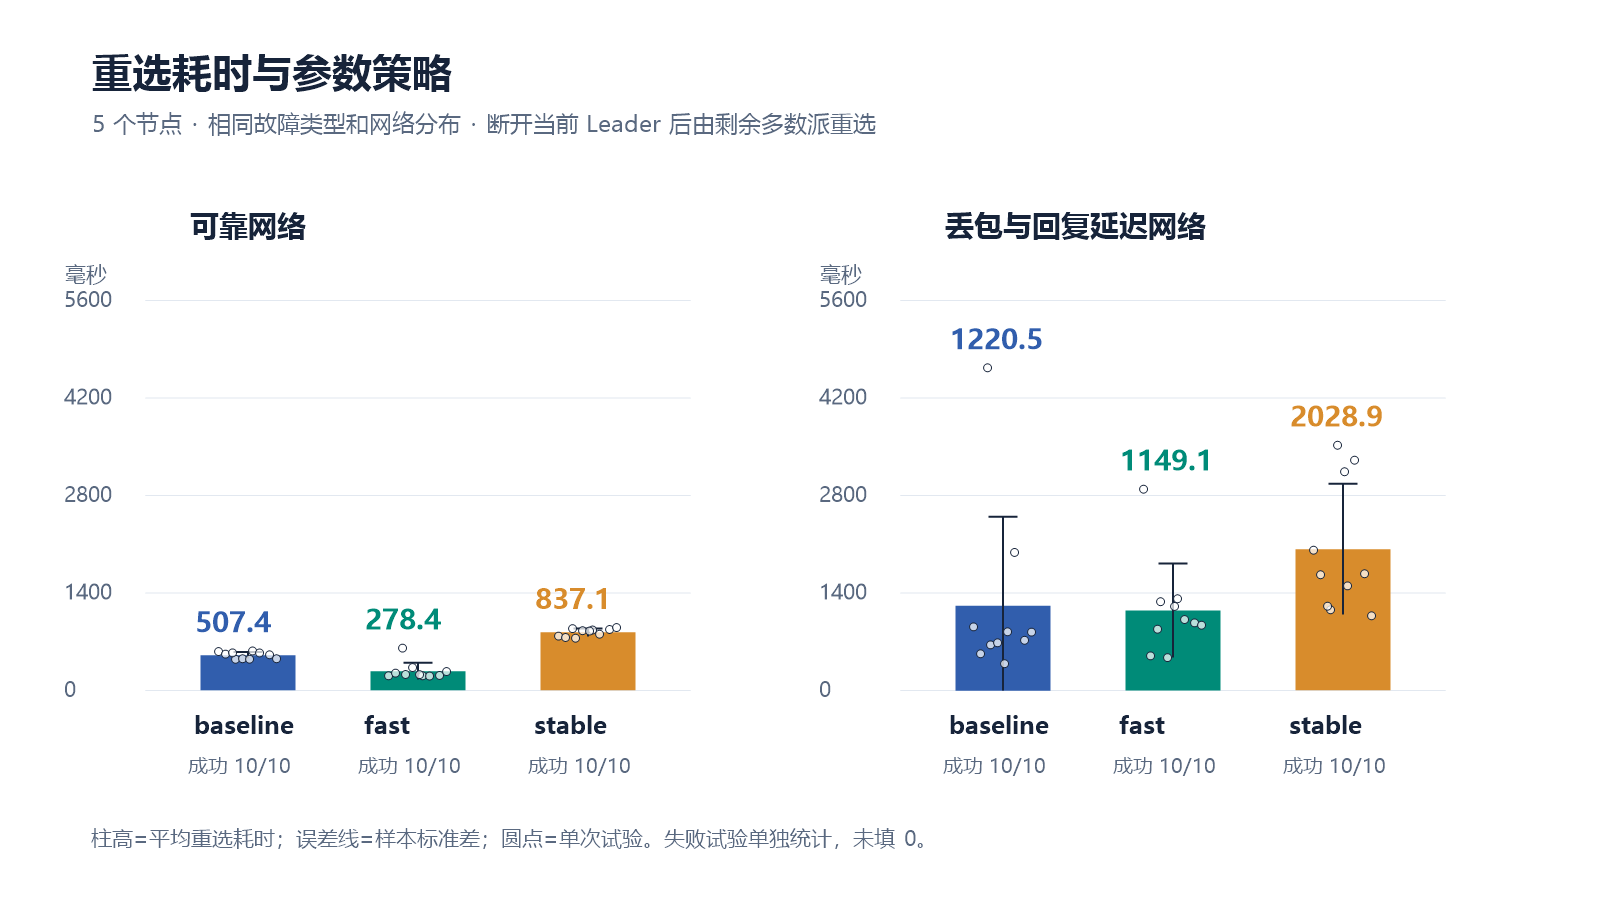 重选耗时与参数策略
5 个节点 · 相同故障类型和网络分布 · 断开当前 Leader 后由剩余多数派重选
可靠网络
毫秒
5600
4200
2800
1400
0
507.4
278.4
837.1
baseline
fast
stable
成功 10/10
成功 10/10
成功 10/10
丢包与回复延迟网络
毫秒
5600
4200
2800
1400
0
1220.5
1149.1
2028.9
baseline
fast
stable
成功 10/10
成功 10/10
成功 10/10
柱高=平均重选耗时；误差线=样本标准差；圆点=单次试验。失败试验单独统计，未填 0。